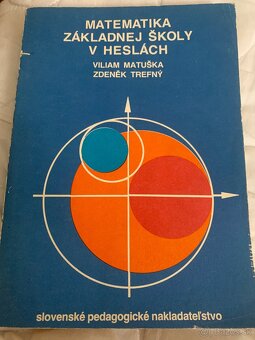 MATEMATIKA
ZÁKLADNEJ ŠKOLY
V HESLÁCH
VILIAM MATUŠKA
ZDENĚK TREFNÝ
slovenské pedagogické nakladateľstvo